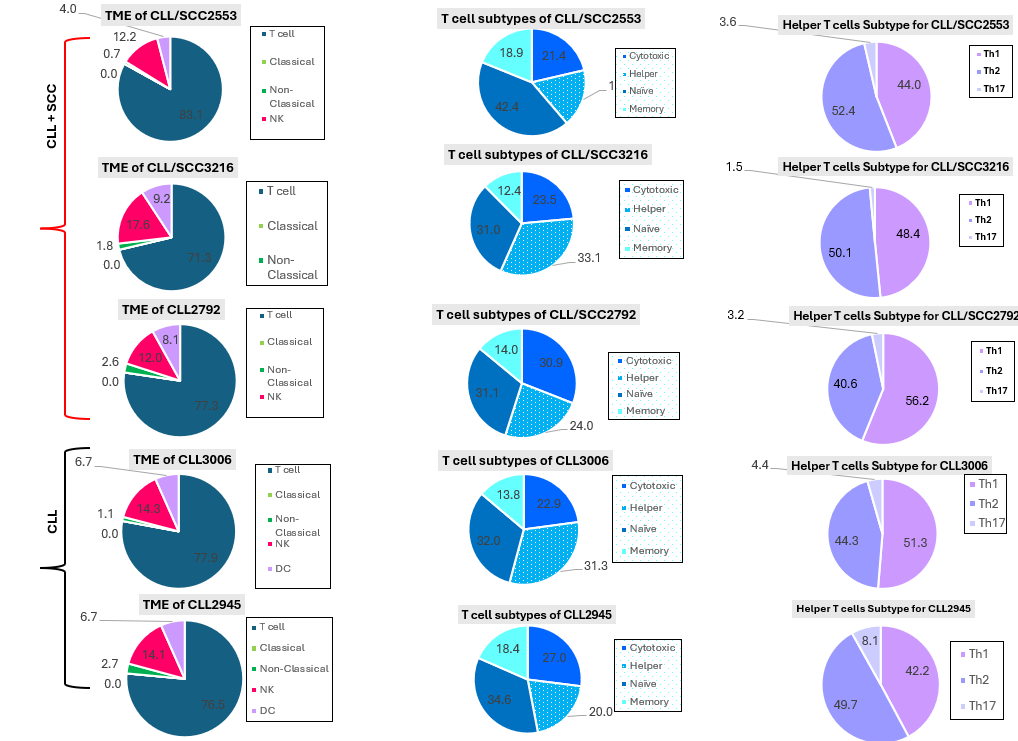 TME of CLL/SCC2553
4.0
12.2
0.7
0.0
83.1
T cell
Classical
Non-
Classical
NK
T cell subtypes of CLL/SCC2553
18.9
21.4
42.4
Cytotoxic
Helper
Naïve
Memory
Helper T cells Subtype for CLL/SCC2553
3.6
44.0
52.4
Th1
Th2
Th17
CLL + SCC
TME of CLL/SCC3216
9.2
17.6
1.8
0.0
71.3
T cell
Classical
Non-
Classical
T cell subtypes of CLL/SCC3216
12.4
23.5
31.0
33.1
Cytotoxic
Helper
Naïve
Memory
Helper T cells Subtype for CLL/SCC3216
1.5
48.4
50.1
Th1
Th2
Th17
TME of CLL2792
8.1
12.0
2.6
0.0
77.3
T cell
Classical
Non-
Classical
NK
T cell subtypes of CLL/SCC2792
14.0
30.9
31.1
24.0
Cytotoxic
Helper
Naïve
Memory
Helper T cells Subtype for CLL/SCC2792
3.2
40.6
56.2
Th1
Th2
Th17
CLL
TME of CLL3006
6.7
14.3
1.1
0.0
77.9
T cell
Classical
Non-
Classical
NK
DC
T cell subtypes of CLL3006
13.8
22.9
32.0
31.3
Cytotoxic
Helper
Naïve
Memory
Helper T cells Subtype for CLL3006
4.4
44.3
51.3
Th1
Th2
Th17
TME of CLL2945
6.7
14.1
2.7
0.0
76.5
T cell
Classical
Non-Classical
NK
DC
T cell subtypes of CLL2945
18.4
27.0
34.6
20.0
Cytotoxic
Helper
Naïve
Memory
Helper T cells Subtype for CLL2945
8.1
42.2
49.7
Th1
Th2
Th17